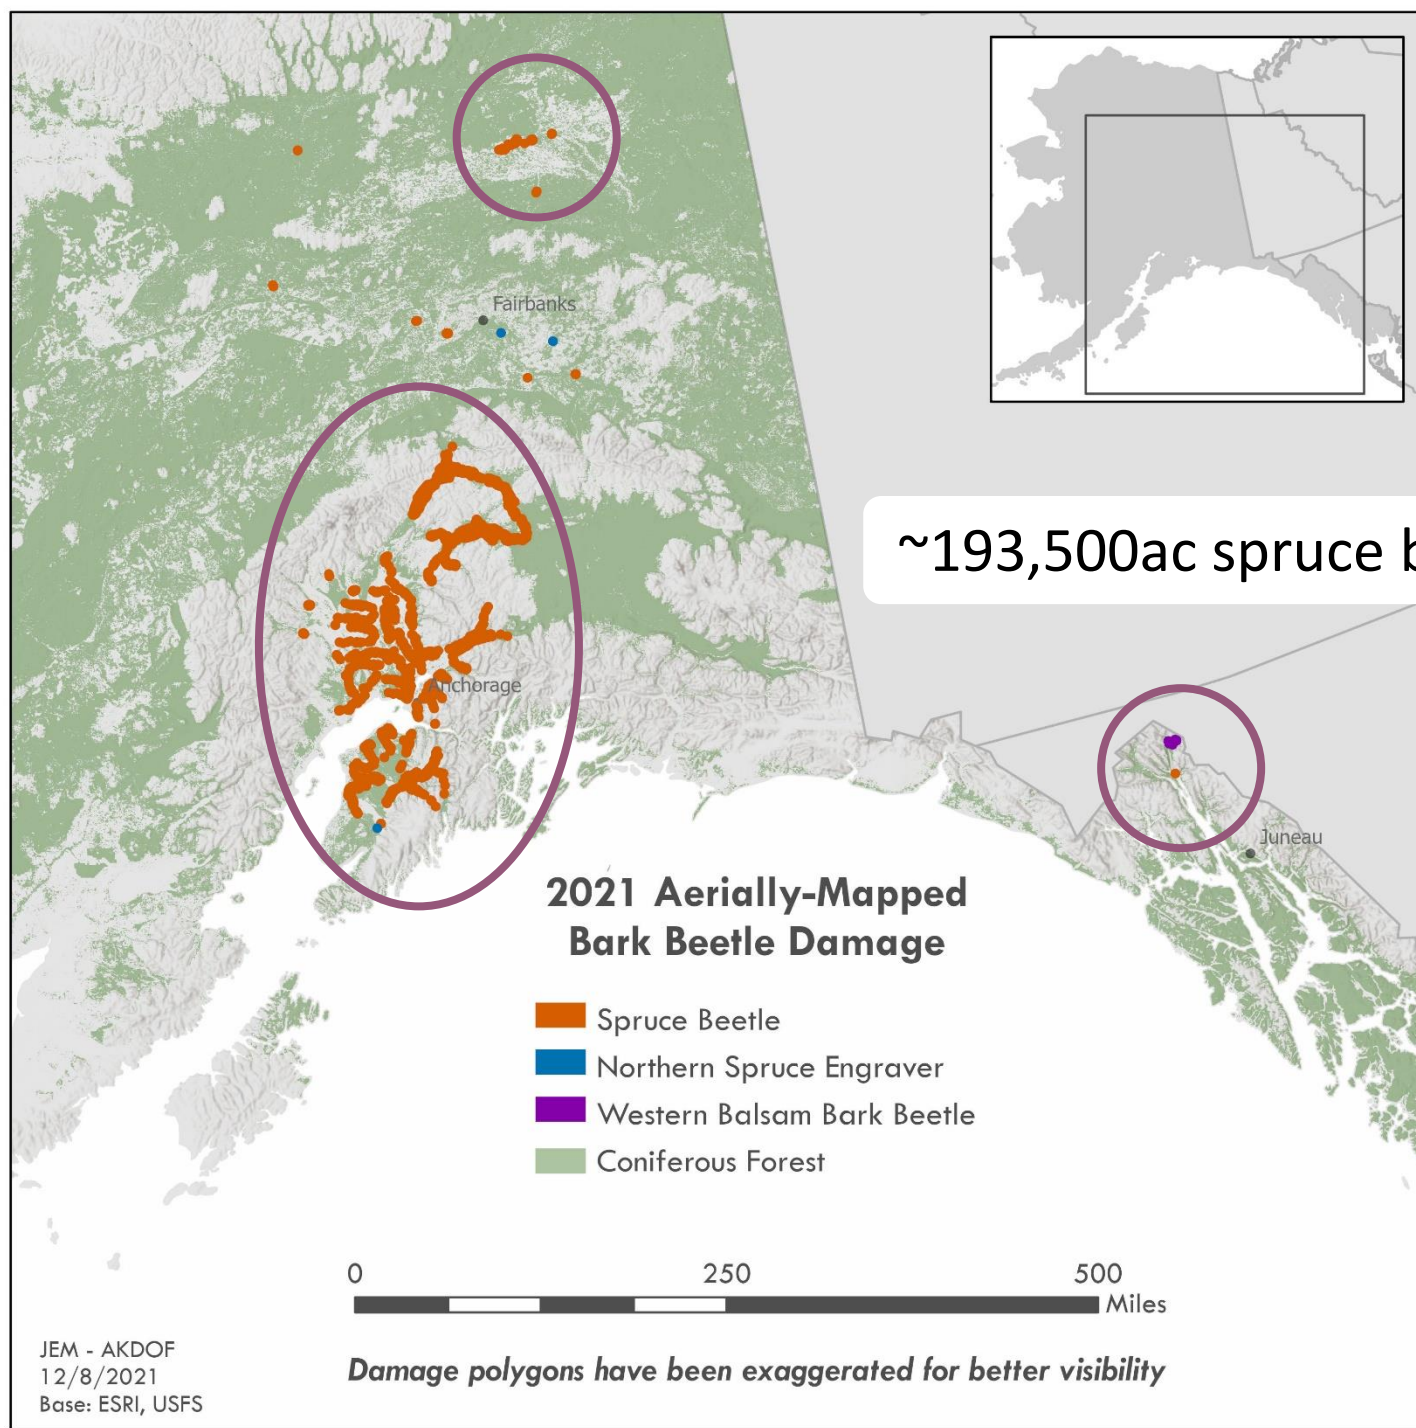 Fairbanks
~193,500ac spruce b
Anchorage
Juneau
2021 Aerially-Mapped
Bark Beetle Damage
Spruce Beetle
Northern Spruce Engraver
Western Balsam Bark Beetle
Coniferous Forest
0 250 500
Miles
JEM - AKDOF
12/8/2021
Base: ESRI, USFS
Damage polygons have been exaggerated for better visibility